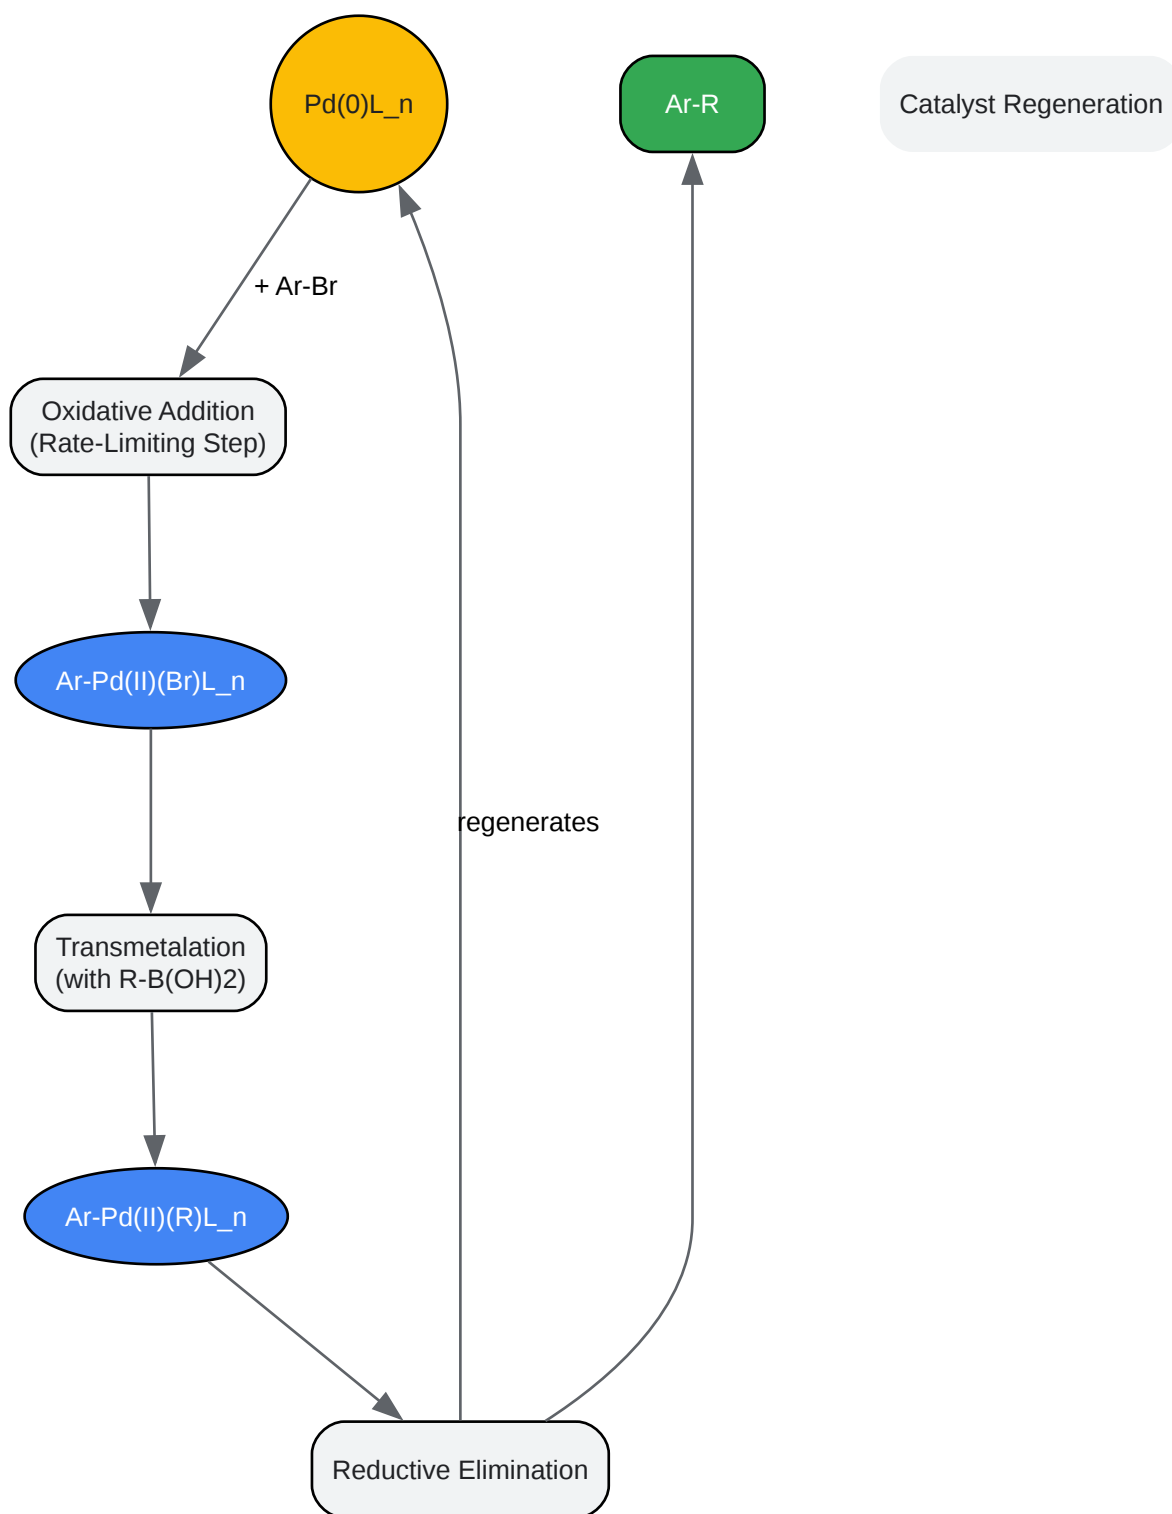 Pd(0)L_n
Ar-R
Catalyst Regeneration
+ Ar-Br
Oxidative Addition
(Rate-Limiting Step)
Ar-Pd(II)(Br)L_n
regenerates
Transmetalation
(with R-B(OH)2)
Ar-Pd(II)(R)L_n
Reductive Elimination